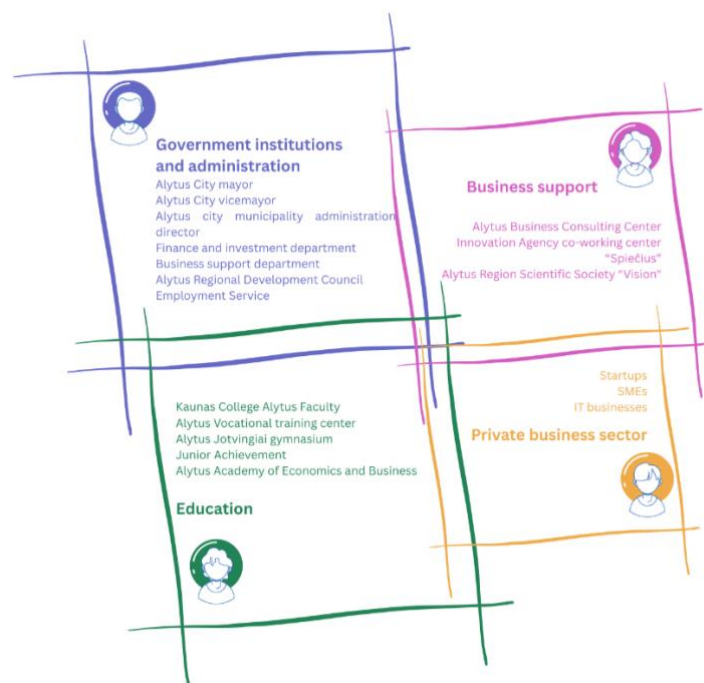 Government institutions
and administration
Alytus City mayor
Alytus City vicemayor
Alytus city municipality administration
director
Finance and investment department
Business support department
Alytus Regional Development Council
Employment Service
Business support
Alytus Business Consulting Center
Innovation Agency co-working center
“Spiečius”
Alytus Region Scientific Society “Vision”
Kaunas College Alytus Faculty
Alytus Vocational training center
Alytus Jotvingiai gymnasium
Junior Achievement
Alytus Academy of Economics and Business
Education
Startups
SMEs
IT businesses
Private business sector